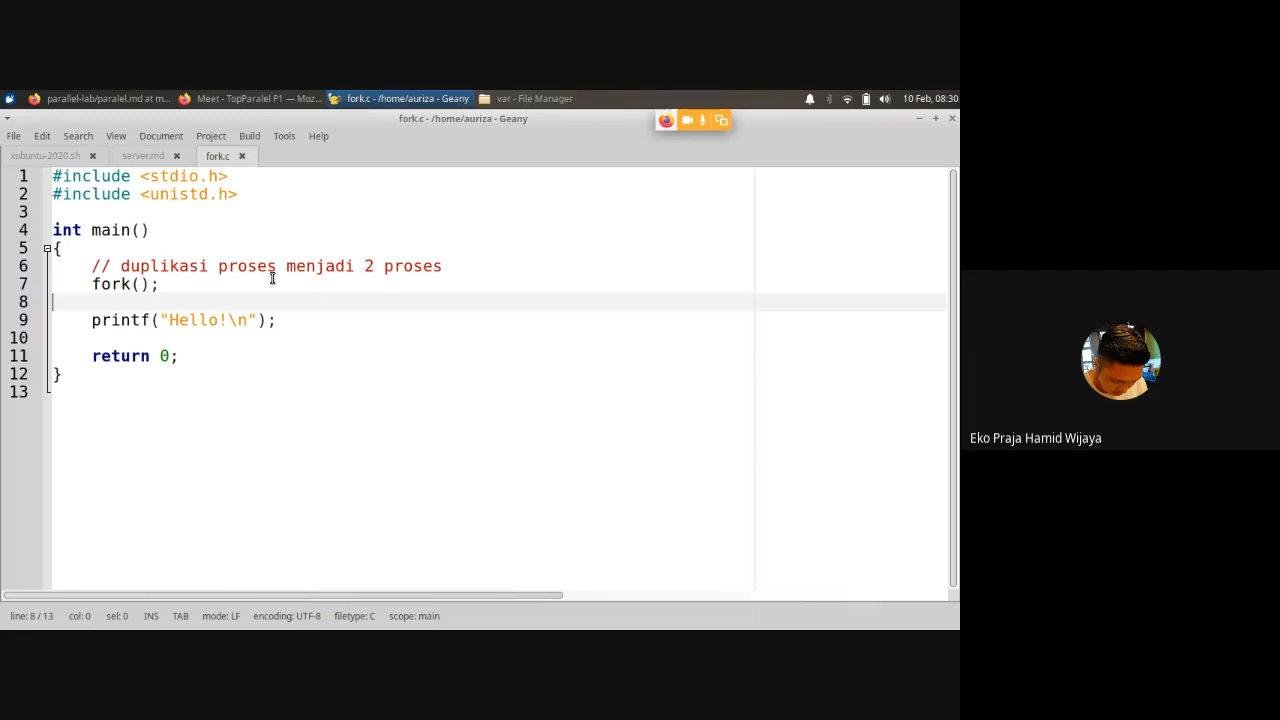 parallel-lab/paralel.md at m... Meet - TopParalel P1 — Moz... fork.c - /home/auriza - Geany var - File Manager 10 Feb, 08:30
fork.c - /home/auriza - Geany
File Edit Search View Document Project Build Tools Help
xubuntu-2020.sh server.md fork.c
1 #include <stdio.h>
2 #include <unistd.h>
3
4 int main()
5 {
6 // duplikasi proses menjadi 2 proses
7 fork();
8
9 printf("Hello!\n");
10
11 return 0;
12 }
13
line: 8 / 13 col: 0 sel: 0 INS TAB mode: LF encoding: UTF-8 filetype: C scope: main
Eko Praja Hamid Wijaya